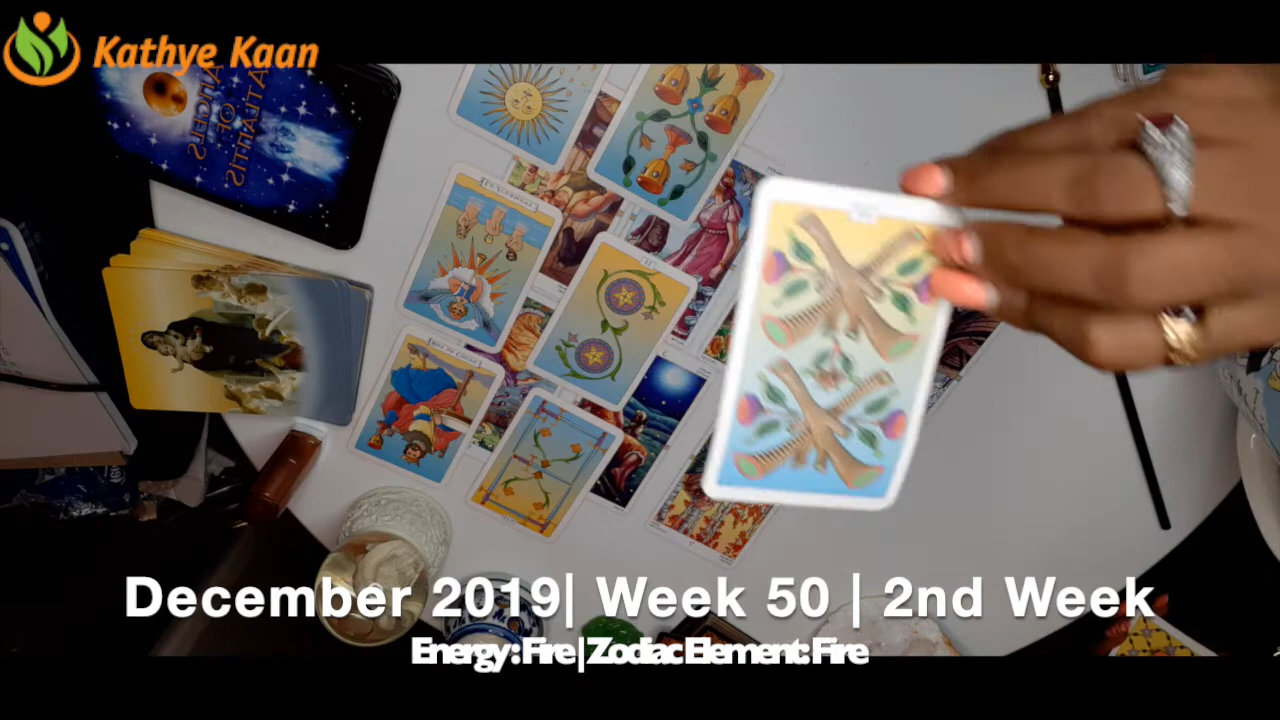 Kathye Kaan
ANGELS
OF
ATLANTIS
December 2019| Week 50 | 2nd Week
Energy: Fire | Zodiac Element: Fire